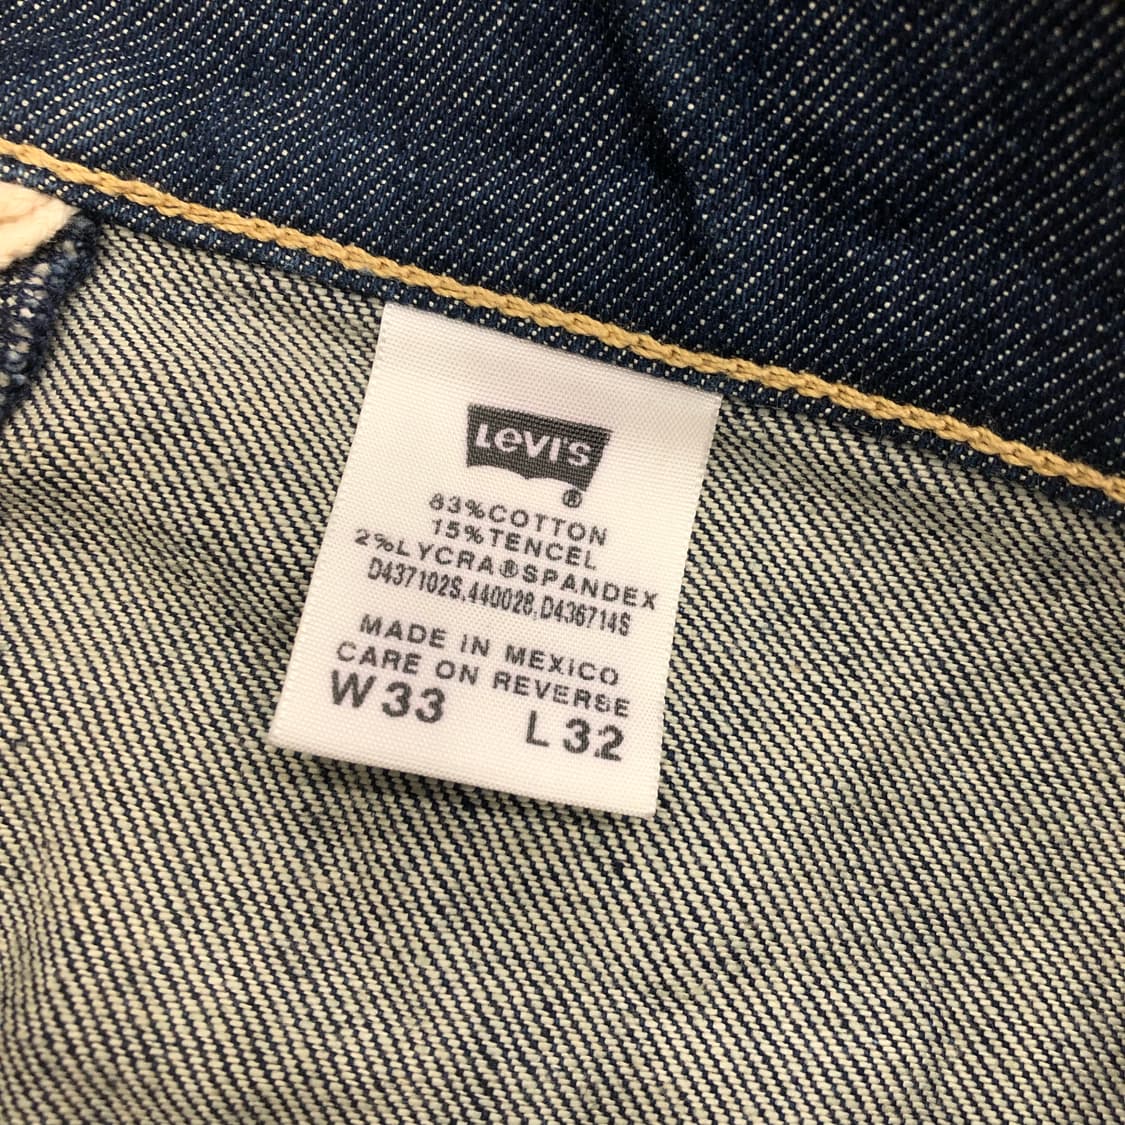 LEVI'S
®
83%COTTON
15%TENCEL
2%LYCRA®SPANDEX
D437102S,440028,D436714S
MADE IN MEXICO
CARE ON REVERSE
W33
L32